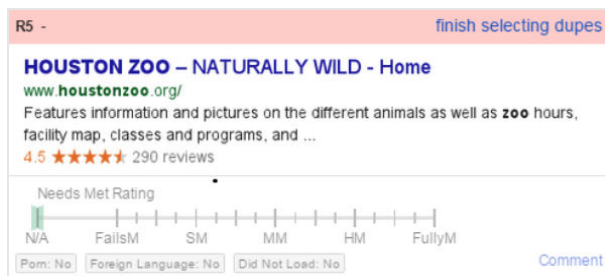 R5 - finish selecting dupes
HOUSTON ZOO – NATURALLY WILD - Home
www.houstonzoo.org/
Features information and pictures on the different animals as well as zoo hours,
facility map, classes and programs, and ...
4.5 ★★★★★ 290 reviews
Needs Met Rating
N/A FailsM SM MM HM FullyM
Porn: No Foreign Language: No Did Not Load: No Comment